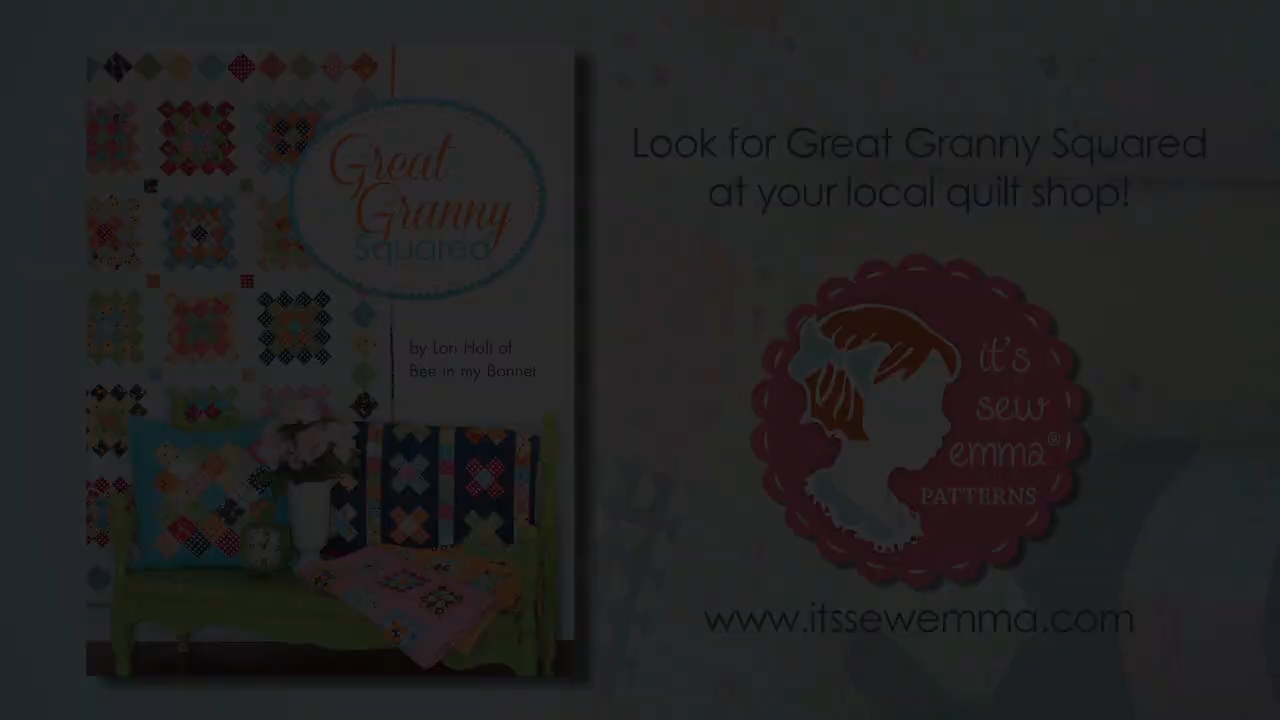 Great
Granny
Squared
by Lori Holt of
Bee in my Bonnet
Look for Great Granny Squared
at your local quilt shop!
it's
sew
emma®
PATTERNS
www.itssewemma.com